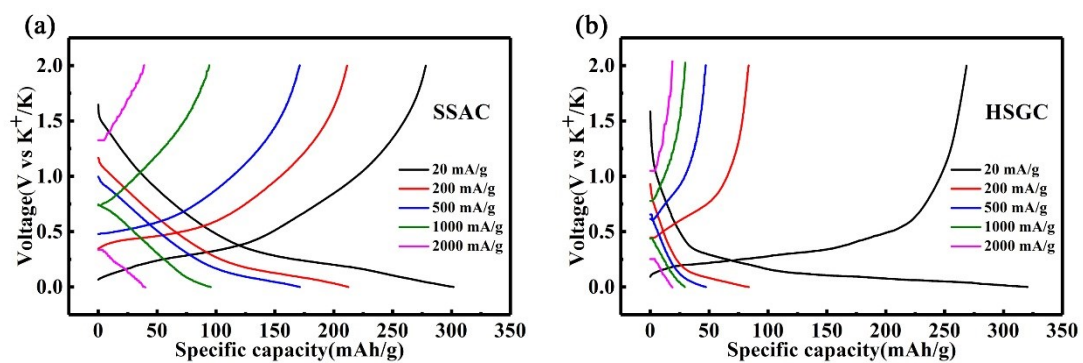 (a)
Voltage(V vs K+/K)
2.0
1.5
1.0
0.5
0.0
SSAC
20 mA/g
200 mA/g
500 mA/g
1000 mA/g
2000 mA/g
0 50 100 150 200 250 300 350
Specific capacity(mAh/g)
(b)
Voltage(V vs K+/K)
2.0
1.5
1.0
0.5
0.0
HSGC
20 mA/g
200 mA/g
500 mA/g
1000 mA/g
2000 mA/g
0 50 100 150 200 250 300 350
Specific capacity(mAh/g)